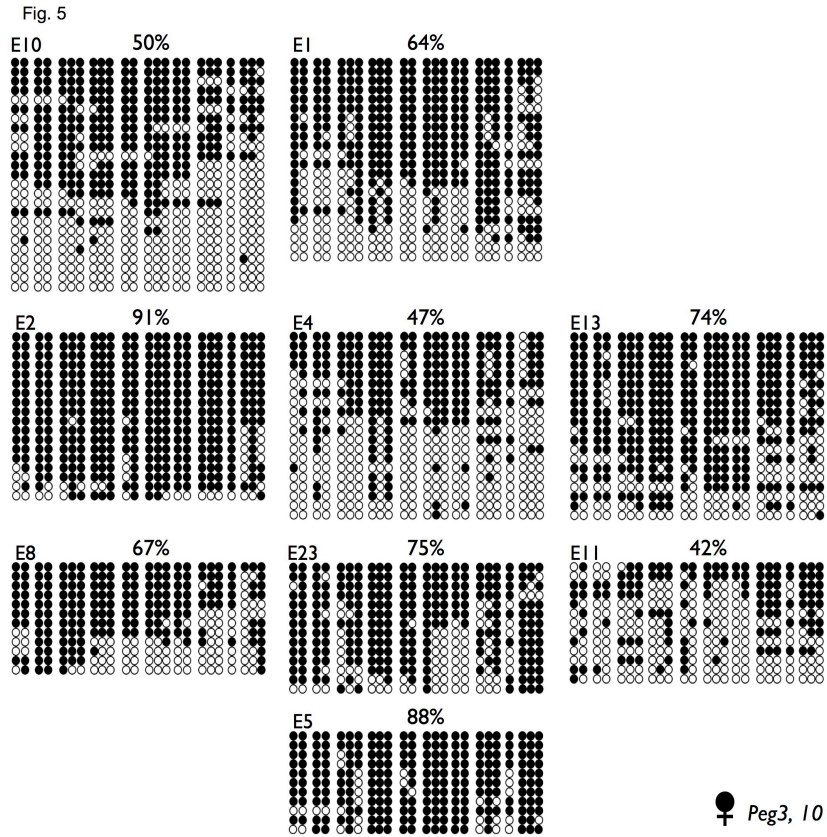 Fig. 5
E10 50% E1 64%
E2 91% E4 47% E13 74%
E8 67% E23 75% E11 42%
E5 88%
♀ Peg3, 10